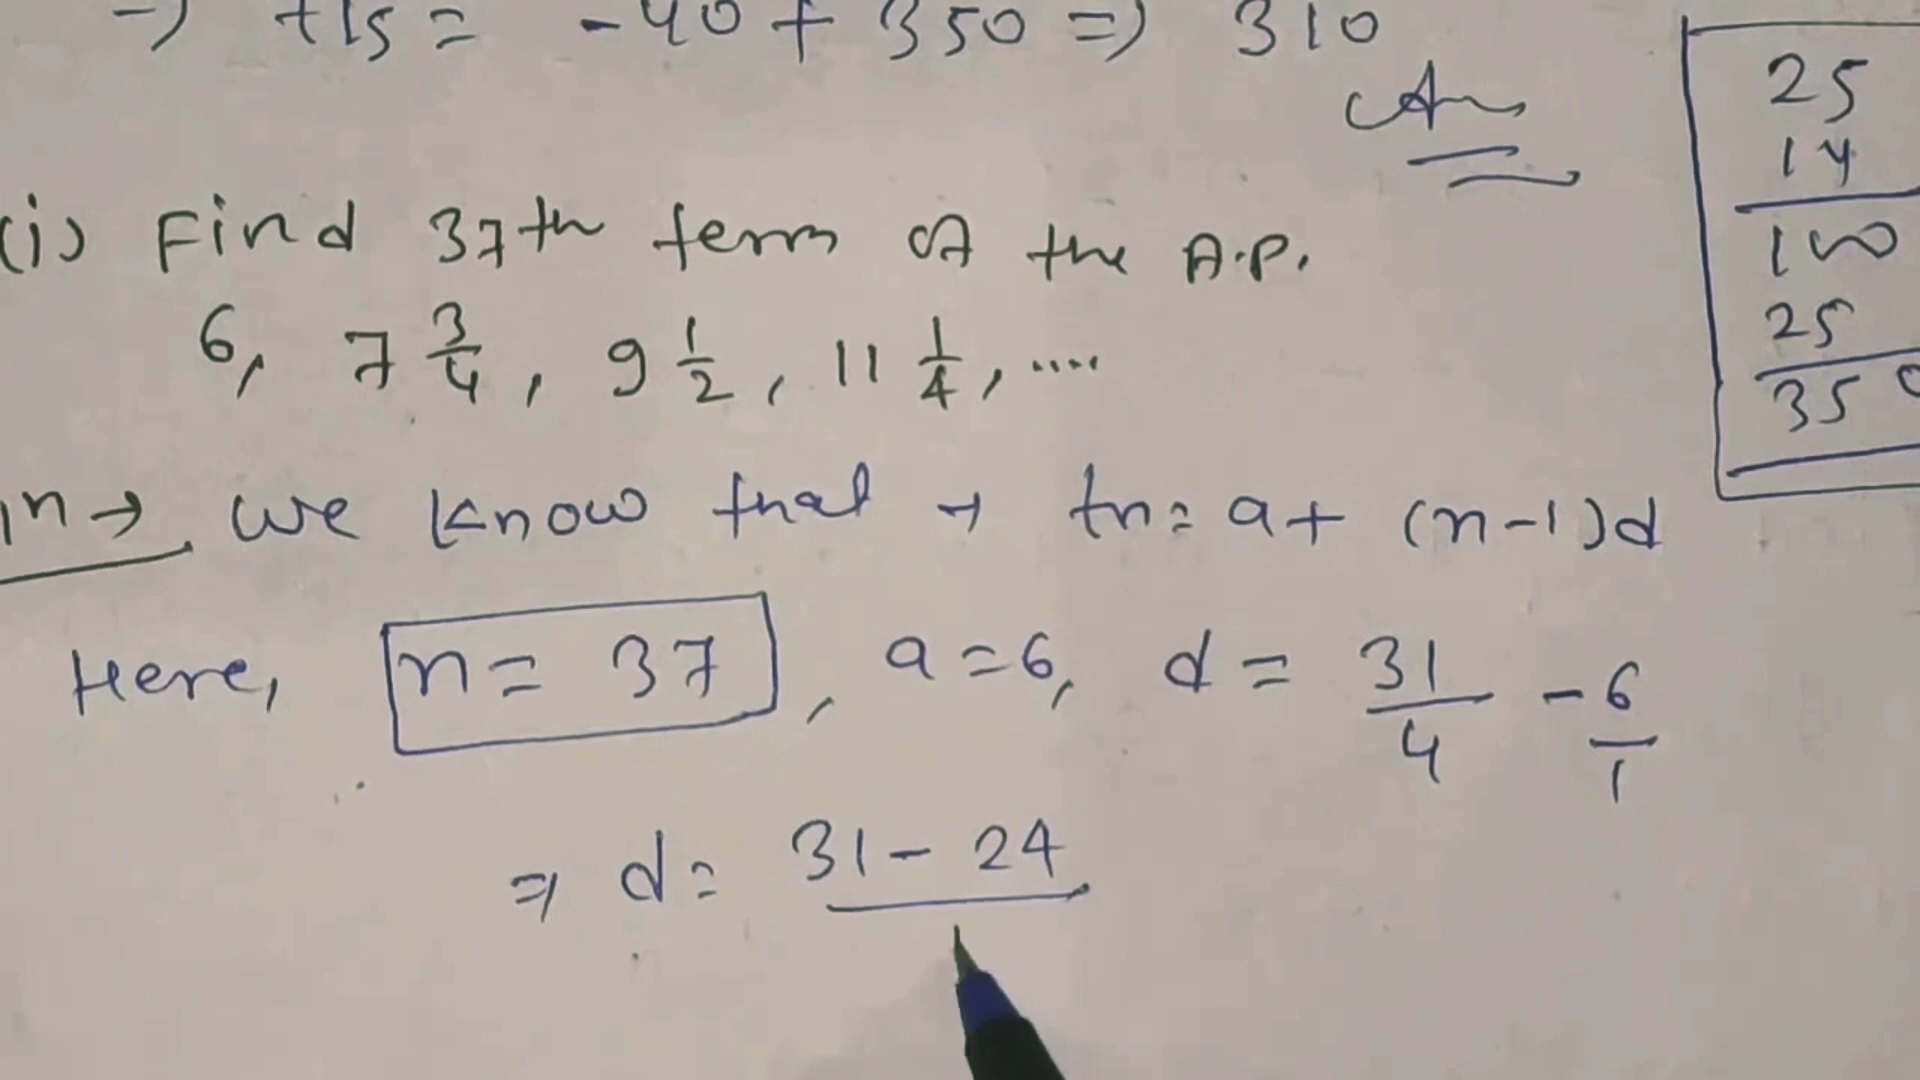 ⇒ t15 = -40 + 350 ⇒ 310
Ans
25
14
100
25
350
(i) Find 37th term of the A.P.
6, 7 3/4, 9 1/2, 11 1/4, ....
we know that → tn = a + (n-1)d
Here, n = 37, a = 6, d = 31/4 - 6/1
⇒ d = 31 - 24